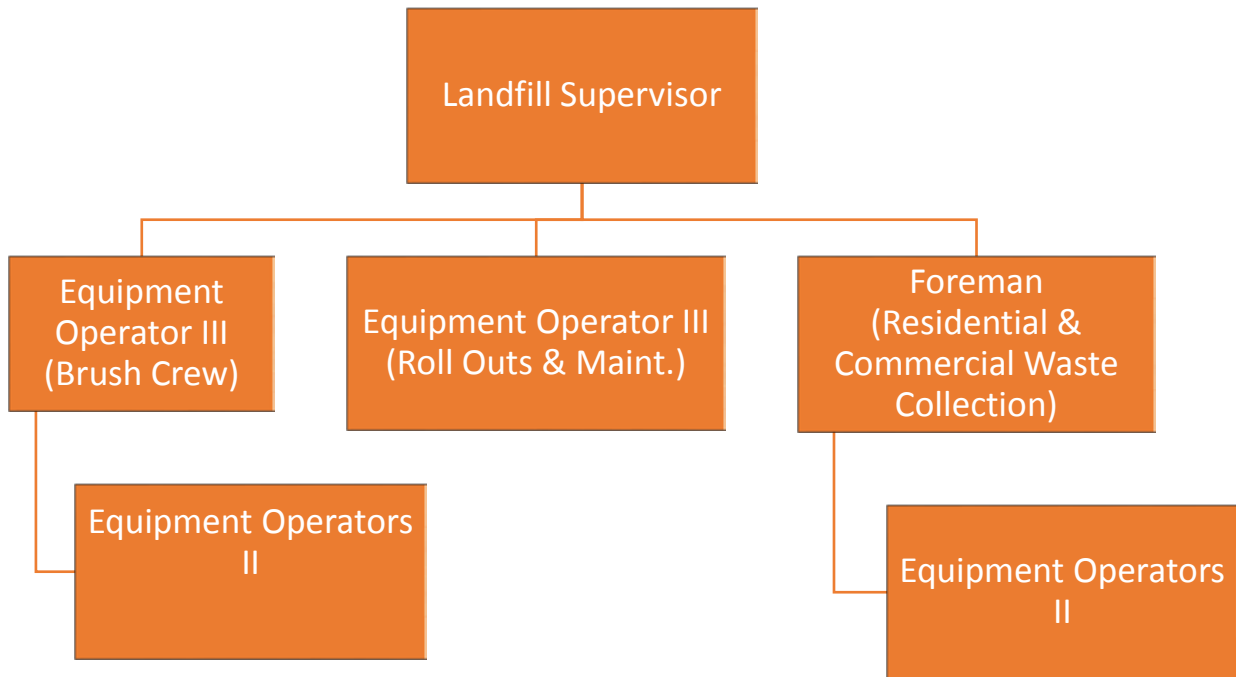 Landfill Supervisor
Equipment
Operator III
(Brush Crew)
Equipment Operator III
(Roll Outs & Maint.)
Foreman
(Residential &
Commercial Waste
Collection)
Equipment Operators
II
Equipment Operators
II